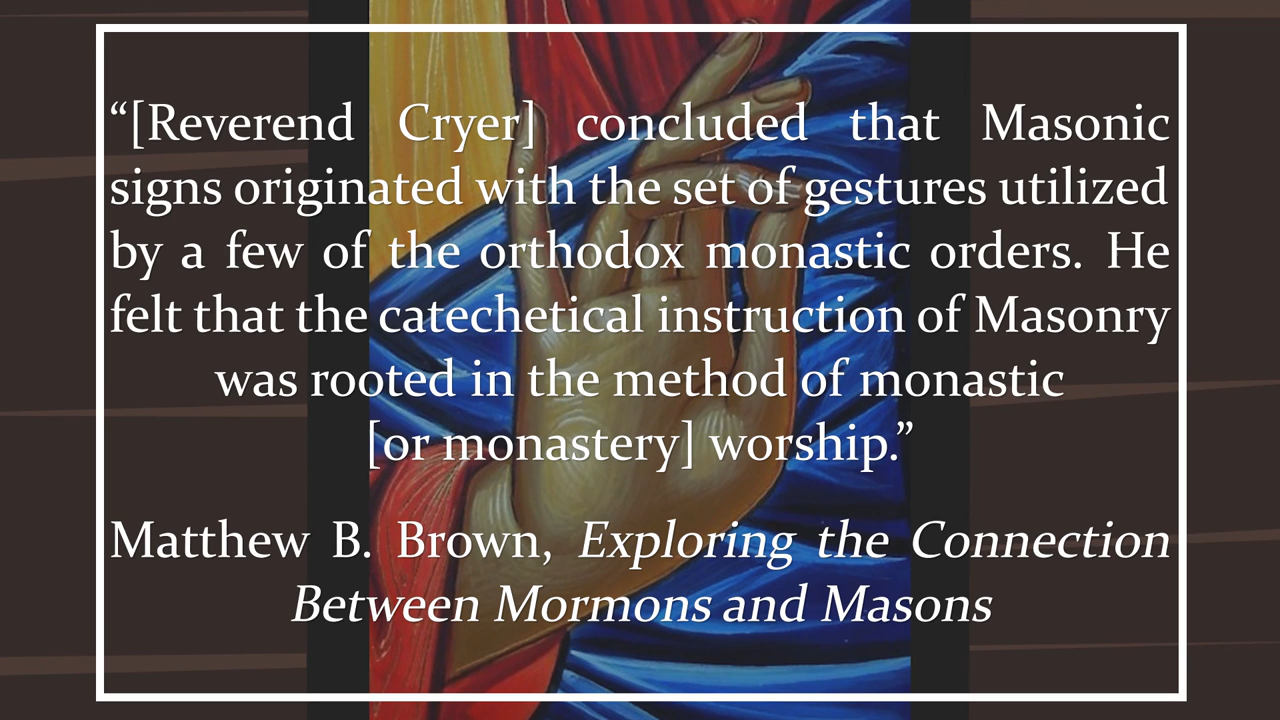 “[Reverend Cryer] concluded that Masonic
signs originated with the set of gestures utilized
by a few of the orthodox monastic orders. He
felt that the catechetical instruction of Masonry
was rooted in the method of monastic
[or monastery] worship.”
Matthew B. Brown, Exploring the Connection
Between Mormons and Masons